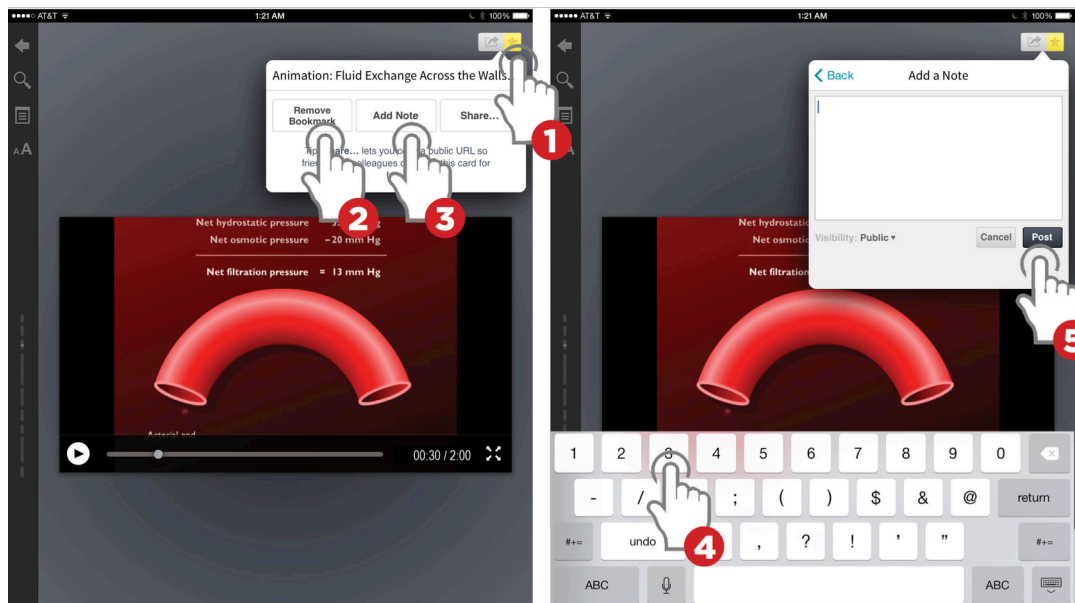 AT&T
1:21 AM
100%
Animation: Fluid Exchange Across the Walls...
Remove
Bookmark
Add Note
Share...
lets you public URL so
this card for
1
2
3
Net hydrostatic pressure
Net osmotic pressure –20 mm Hg
Net filtration pressure = 13 mm Hg
Arterial end
00:30 / 2:00
AA
AT&T
1:21 AM
100%
Back
Add a Note
Visibility: Public
Cancel
Post
5
Net
Net
Net filtration
1 2 3 4 5 6 7 8 9 0
- / ; ( ) $ & @ return
#+= undo , ? ! ’ ” #+=
4
ABC ABC